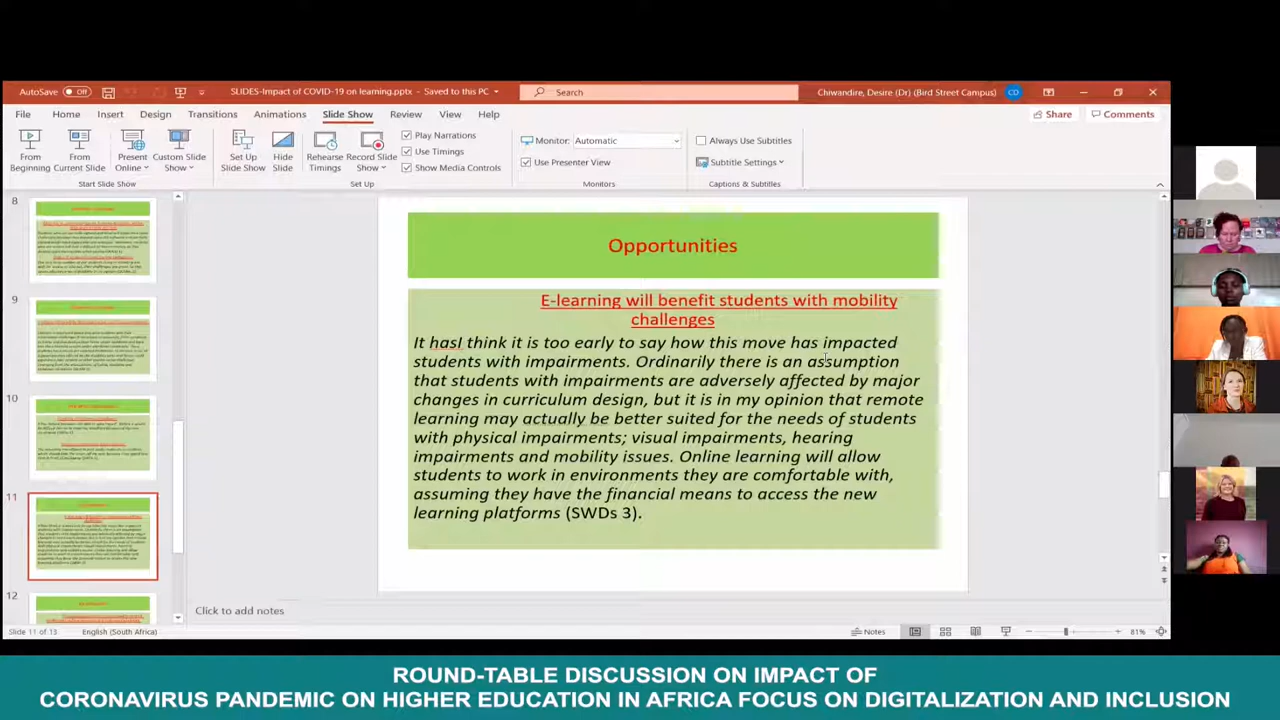 AutoSave Off
SLIDES-Impact of COVID-19 on learning.pptx - Saved to this PC
Search
Chiwandire, Desire (Dr) (Bird Street Campus) CD
File Home Insert Design Transitions Animations Slide Show Review View Help
Share Comments
From Beginning
From Current Slide
Present Online
Custom Slide Show
Set Up Slide Show
Hide Slide
Rehearse Timings
Record Slide Show
Play Narrations
Use Timings
Show Media Controls
Monitor: Automatic
Use Presenter View
Always Use Subtitles
Subtitle Settings
Start Slide Show Set Up Monitors Captions & Subtitles
8
9
10
11
12
Opportunities
E-learning will benefit students with mobility
challenges
It hasI think it is too early to say how this move has impacted
students with impairments. Ordinarily there is an assumption
that students with impairments are adversely affected by major
changes in curriculum design, but it is in my opinion that remote
learning may actually be better suited for the needs of students
with physical impairments; visual impairments, hearing
impairments and mobility issues. Online learning will allow
students to work in environments they are comfortable with,
assuming they have the financial means to access the new
learning platforms (SWDs 3).
Click to add notes
Slide 11 of 13 English (South Africa) Notes 81%
ROUND-TABLE DISCUSSION ON IMPACT OF
CORONAVIRUS PANDEMIC ON HIGHER EDUCATION IN AFRICA FOCUS ON DIGITALIZATION AND INCLUSION